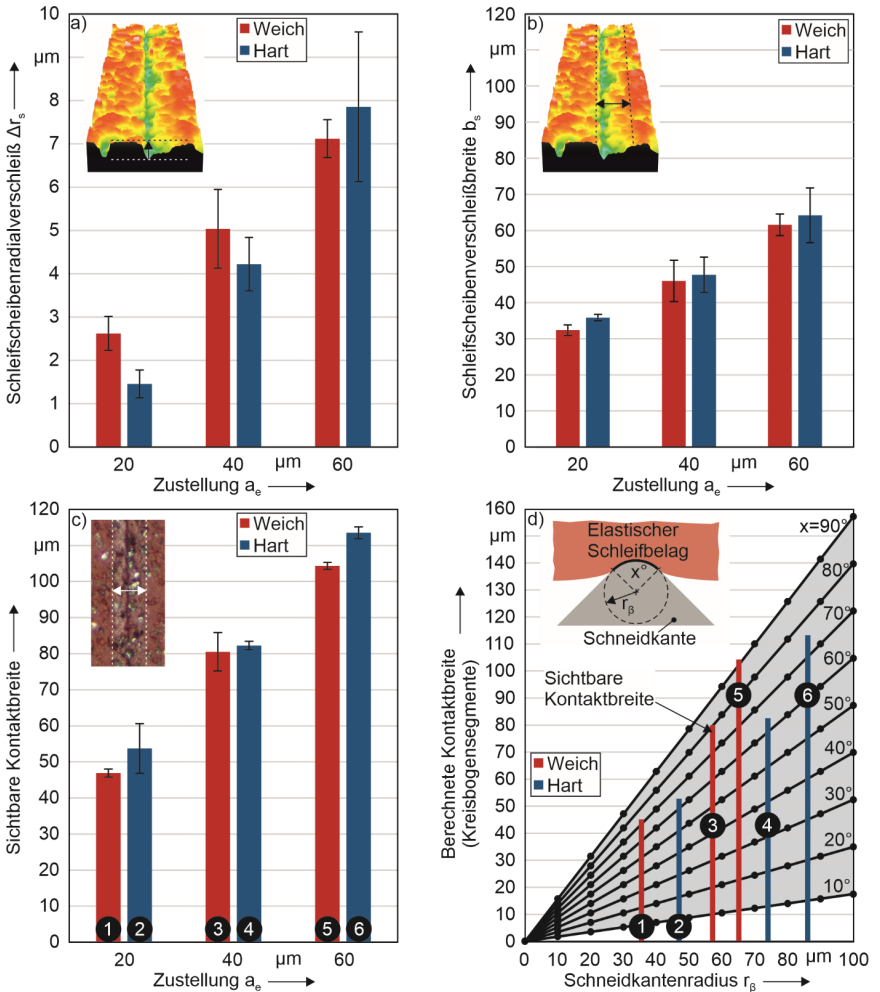 a)
Schleifscheibenradialverschleiß Δrₛ
10
µm
8
7
6
5
4
3
2
1
0
Weich
Hart
20
40
µm
60
Zustellung aₑ
b)
Schleifscheibenverschleißbreite bₛ
120
µm
100
90
80
70
60
50
40
30
20
10
0
Weich
Hart
20
40
µm
60
Zustellung aₑ
c)
Sichtbare Kontaktbreite
120
µm
100
90
80
70
60
50
40
30
20
10
0
Weich
Hart
1
2
3
4
5
6
20
40
µm
60
Zustellung aₑ
d)
Berechnete Kontaktbreite
(Kreisbogensegmente)
160
µm
140
130
120
110
100
90
80
70
60
50
40
30
20
10
0
Elastischer
Schleifbelag
x°
r_β
Schneidkante
Sichtbare
Kontaktbreite
Weich
Hart
x=90°
80°
70°
60°
50°
40°
30°
20°
10°
1
2
3
4
5
6
0
10
20
30
40
50
60
70
80
µm
100
Schneidkantenradius r_β